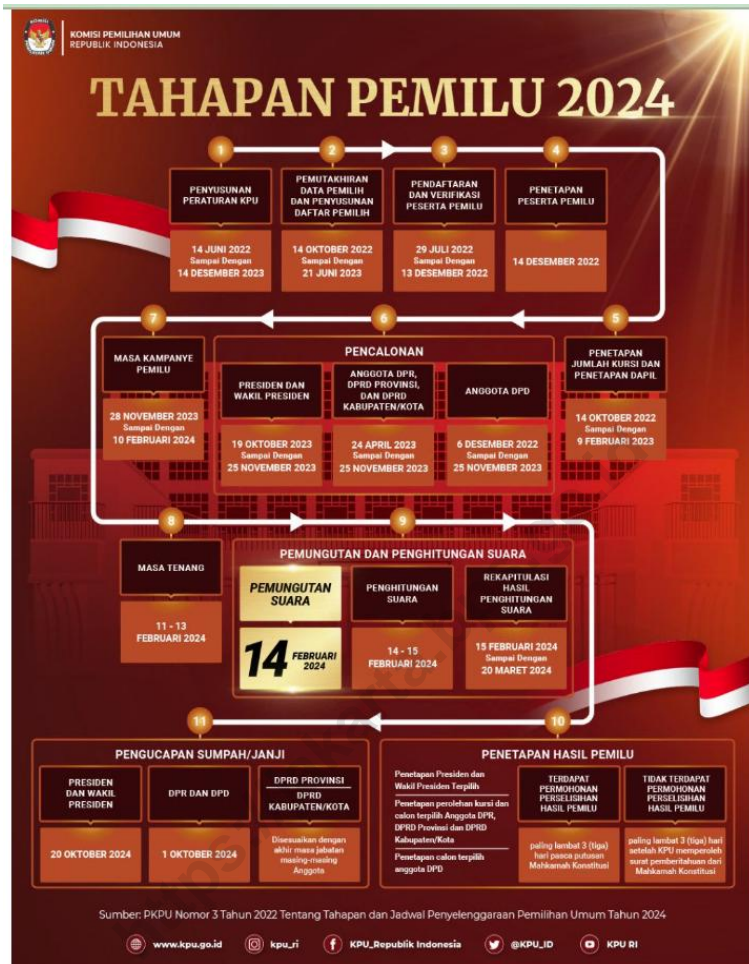 KOMISI PEMILIHAN UMUM
REPUBLIK INDONESIA
TAHAPAN PEMILU 2024
1
PENYUSUNAN
PERATURAN KPU
14 JUNI 2022
Sampai Dengan
14 DESEMBER 2023
2
PEMUTAKHIRAN
DATA PEMILIH
DAN PENYUSUNAN
DAFTAR PEMILIH
14 OKTOBER 2022
Sampai Dengan
21 JUNI 2023
3
PENDAFTARAN
DAN VERIFIKASI
PESERTA PEMILU
29 JULI 2022
Sampai Dengan
13 DESEMBER 2022
4
PENETAPAN
PESERTA PEMILU
14 DESEMBER 2022
5
PENETAPAN
JUMLAH KURSI DAN
PENETAPAN DAPIL
14 OKTOBER 2022
Sampai Dengan
9 FEBRUARI 2023
6
PENCALONAN
PRESIDEN DAN
WAKIL PRESIDEN
19 OKTOBER 2023
Sampai Dengan
25 NOVEMBER 2023
ANGGOTA DPR,
DPRD PROVINSI,
DAN DPRD
KABUPATEN/KOTA
24 APRIL 2023
Sampai Dengan
25 NOVEMBER 2023
ANGGOTA DPD
6 DESEMBER 2022
Sampai Dengan
25 NOVEMBER 2023
7
MASA KAMPANYE
PEMILU
28 NOVEMBER 2023
Sampai Dengan
10 FEBRUARI 2024
8
MASA TENANG
11 - 13
FEBRUARI 2024
9
PEMUNGUTAN DAN PENGHITUNGAN SUARA
PEMUNGUTAN
SUARA
14 FEBRUARI
2024
PENGHITUNGAN
SUARA
14 - 15
FEBRUARI 2024
REKAPITULASI
HASIL
PENGHITUNGAN
SUARA
15 FEBRUARI 2024
Sampai Dengan
20 MARET 2024
10
PENETAPAN HASIL PEMILU
Penetapan Presiden dan
Wakil Presiden Terpilih
Penetapan perolehan kursi dan
calon terpilih Anggota DPR,
DPRD Provinsi dan DPRD
Kabupaten/Kota
Penetapan calon terpilih
anggota DPD
TERDAPAT
PERMOHONAN
PERSELISIHAN
HASIL PEMILU
paling lambat 3 (tiga)
hari pasca putusan
Mahkamah Konstitusi
TIDAK TERDAPAT
PERMOHONAN
PERSELISIHAN
HASIL PEMILU
paling lambat 3 (tiga) hari
setelah KPU memperoleh
surat pemberitahuan dari
Mahkamah Konstitusi
11
PENGUCAPAN SUMPAH/JANJI
PRESIDEN
DAN WAKIL
PRESIDEN
20 OKTOBER 2024
DPR DAN DPD
1 OKTOBER 2024
DPRD PROVINSI
DPRD
KABUPATEN/KOTA
Disesuaikan dengan
akhir masa jabatan
masing-masing
Anggota
Sumber: PKPU Nomor 3 Tahun 2022 Tentang Tahapan dan Jadwal Penyelenggaraan Pemilihan Umum Tahun 2024
www.kpu.go.id
kpu_ri
KPU_Republik Indonesia
@KPU_ID
KPU RI